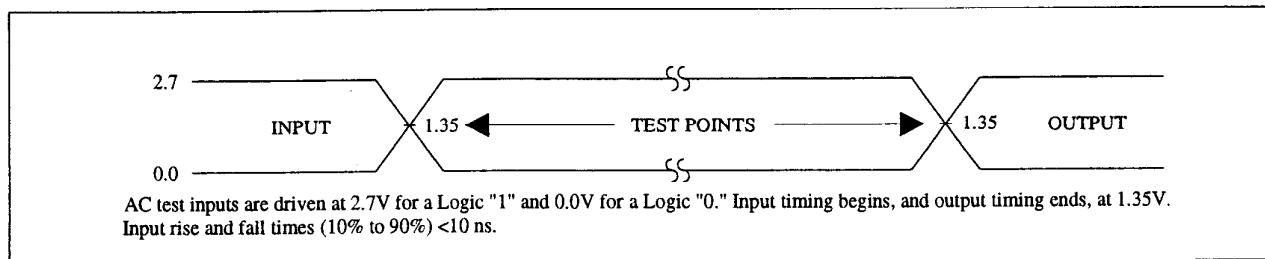 2.7
INPUT 1.35 TEST POINTS 1.35 OUTPUT
0.0
AC test inputs are driven at 2.7V for a Logic "1" and 0.0V for a Logic "0." Input timing begins, and output timing ends, at 1.35V.
Input rise and fall times (10% to 90%) <10 ns.